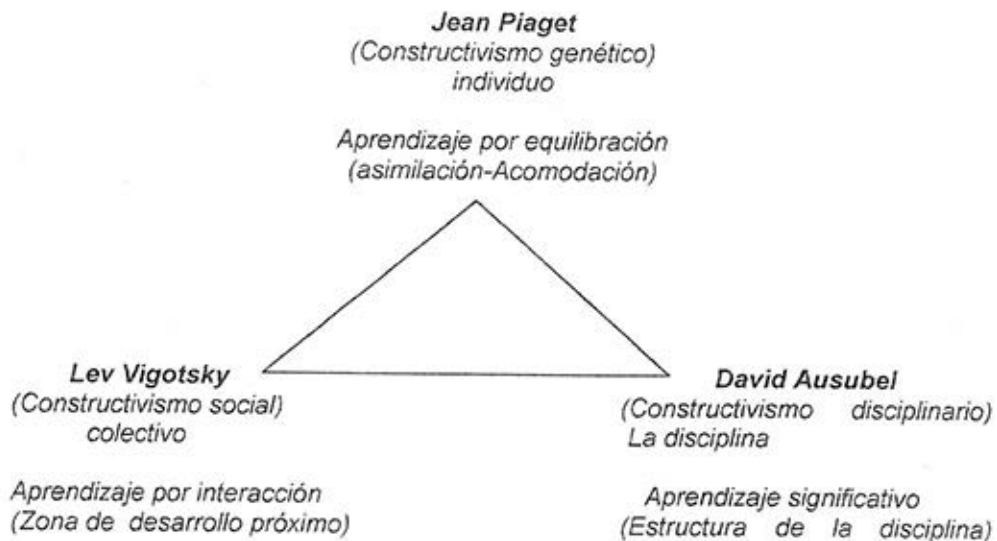 Jean Piaget
(Constructivismo genético)
individuo
Aprendizaje por equilibración
(asimilación-Acomodación)
Lev Vigotsky
(Constructivismo social)
colectivo
Aprendizaje por interacción
(Zona de desarrollo próximo)
David Ausubel
(Constructivismo disciplinario)
La disciplina
Aprendizaje significativo
(Estructura de la disciplina)